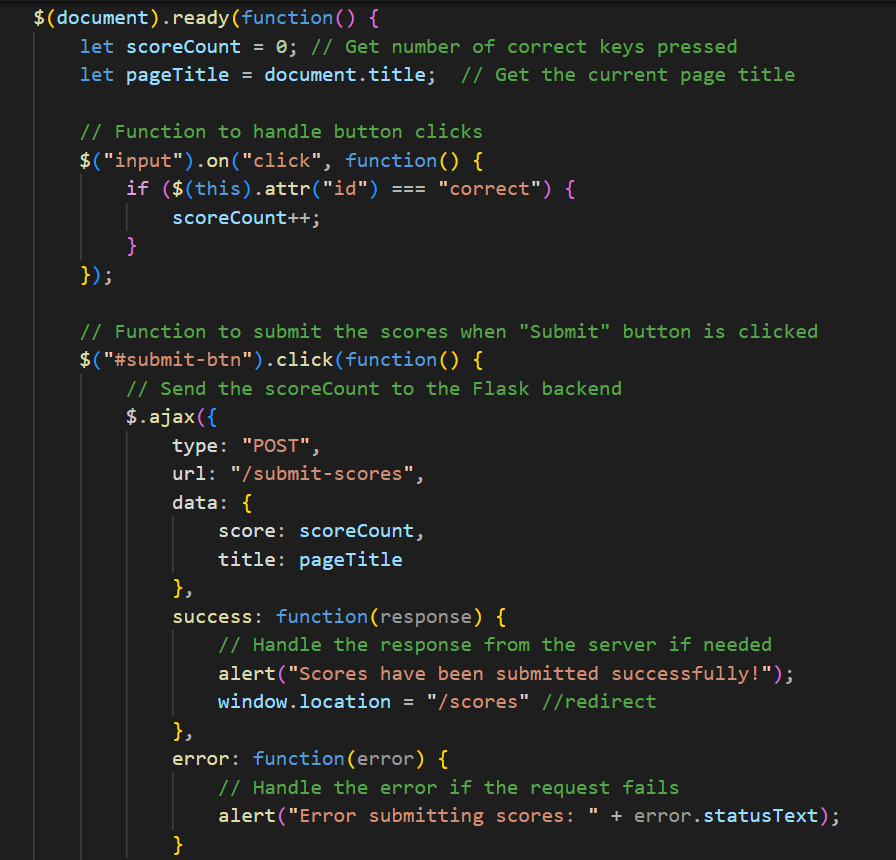 $(document).ready(function() {
let scoreCount = 0; // Get number of correct keys pressed
let pageTitle = document.title;  // Get the current page title
// Function to handle button clicks
$("input").on("click", function() {
if ($(this).attr("id") === "correct") {
scoreCount++;
}
});
// Function to submit the scores when "Submit" button is clicked
$("#submit-btn").click(function() {
// Send the scoreCount to the Flask backend
$.ajax({
type: "POST",
url: "/submit-scores",
data: {
score: scoreCount,
title: pageTitle
},
success: function(response) {
// Handle the response from the server if needed
alert("Scores have been submitted successfully!");
window.location = "/scores" //redirect
},
error: function(error) {
// Handle the error if the request fails
alert("Error submitting scores: " + error.statusText);
}